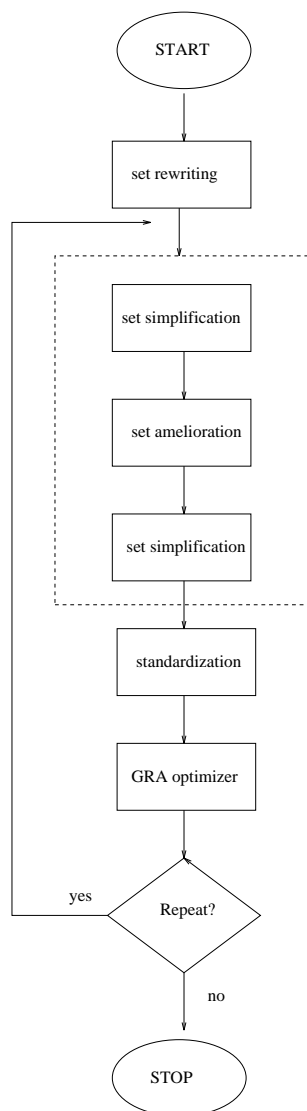 START
set rewriting
set simplification
set amelioration
set simplification
standardization
GRA optimizer
yes
Repeat?
no
STOP